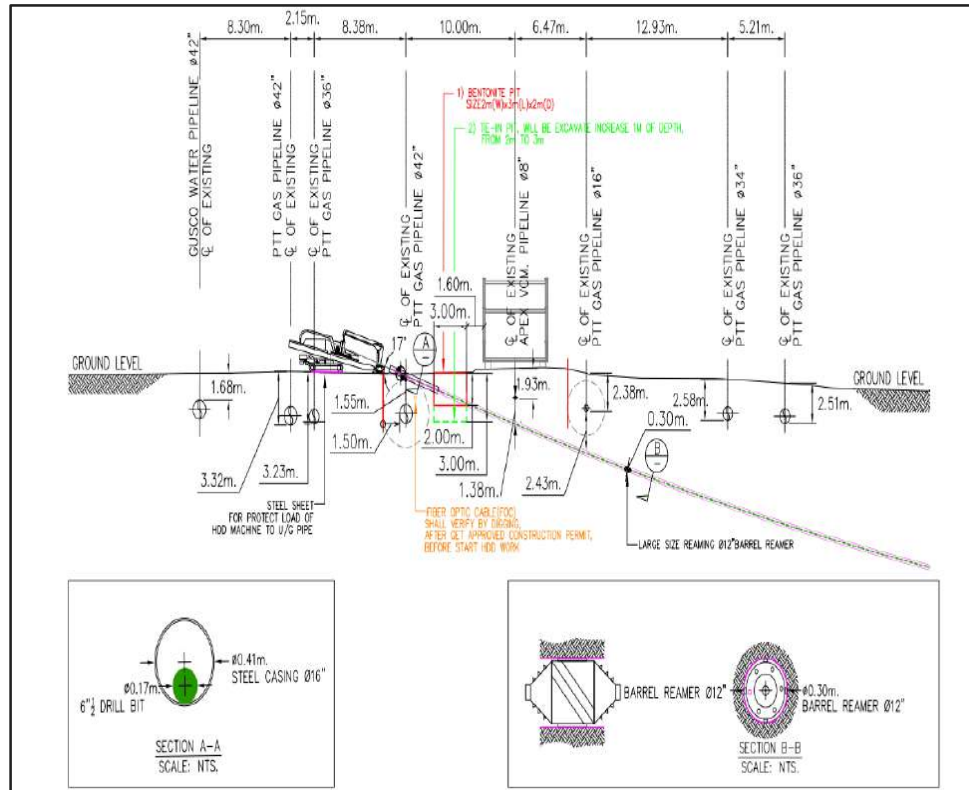 8.30m.
2.15m.
8.38m.
10.00m.
6.47m.
12.93m.
5.21m.
GUSCO WATER PIPELINE ø42"
℄ OF EXISTING
PTT GAS PIPELINE ø42"
℄ OF EXISTING
℄ OF EXISTING
PTT GAS PIPELINE ø36"
℄ OF EXISTING
PTT GAS PIPELINE ø42"
1) BENTONITE PIT
SIZE2m(W)x3m(L)x2m(D)
2) TIE-IN PIT, WILL BE EXCAVATE INCREASE 1M OF DEPTH,
FROM 2m TO 3m
℄ OF EXISTING
APEX VCM. PIPELINE ø8"
℄ OF EXISTING
PTT GAS PIPELINE ø16"
℄ OF EXISTING
PTT GAS PIPELINE ø34"
℄ OF EXISTING
PTT GAS PIPELINE ø36"
1.60m.
3.00m.
17°
A
GROUND LEVEL
GROUND LEVEL
1.68m.
1.55m.
1.93m.
2.38m.
2.58m.
2.51m.
1.50m.
2.00m.
0.30m.
3.00m.
B
3.32m.
3.23m.
1.38m.
2.43m.
STEEL SHEET
FOR PROTECT LOAD OF
HDD MACHINE TO U/G PIPE
FIBER OPTIC CABLE(FOC)
SHALL VERIFY BY DIGGING,
AFTER GET APPROVED CONSTRUCTION PERMIT,
BEFORE START HDD WORK
LARGE SIZE REAMING Ø12"BARREL REAMER
ø0.41m.
STEEL CASING Ø16"
ø0.17m.
6"½ DRILL BIT
SECTION A-A
SCALE: NTS.
BARREL REAMER Ø12"
ø0.30m.
BARREL REAMER Ø12"
SECTION B-B
SCALE: NTS.